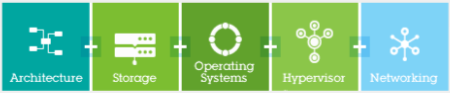 Architecture
Storage
Operating
Systems
Hypervisor
Networking